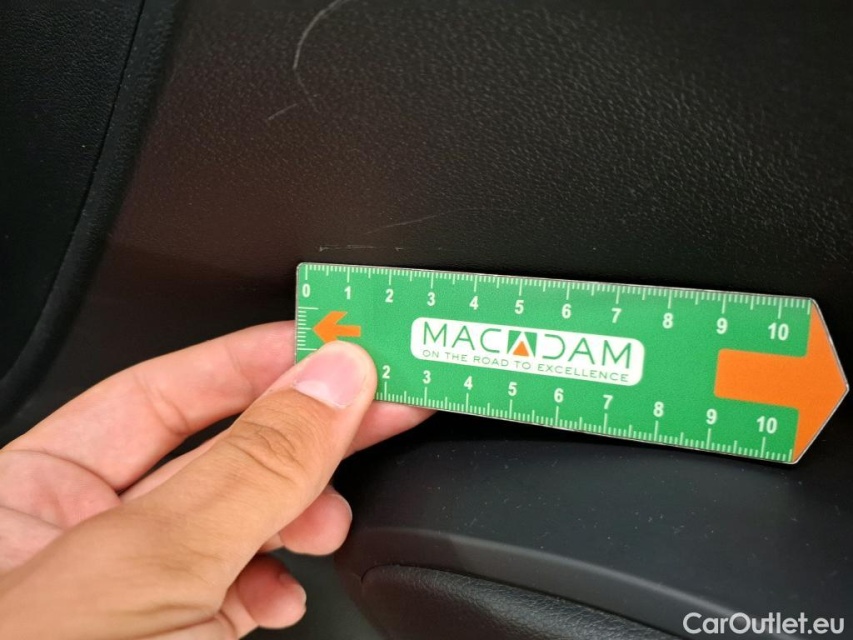 0 1 2 3 4 5 6 7 8 9 10
MACADAM
ON THE ROAD TO EXCELLENCE
2 3 4 5 6 7 8 9 10
CarOutlet.eu